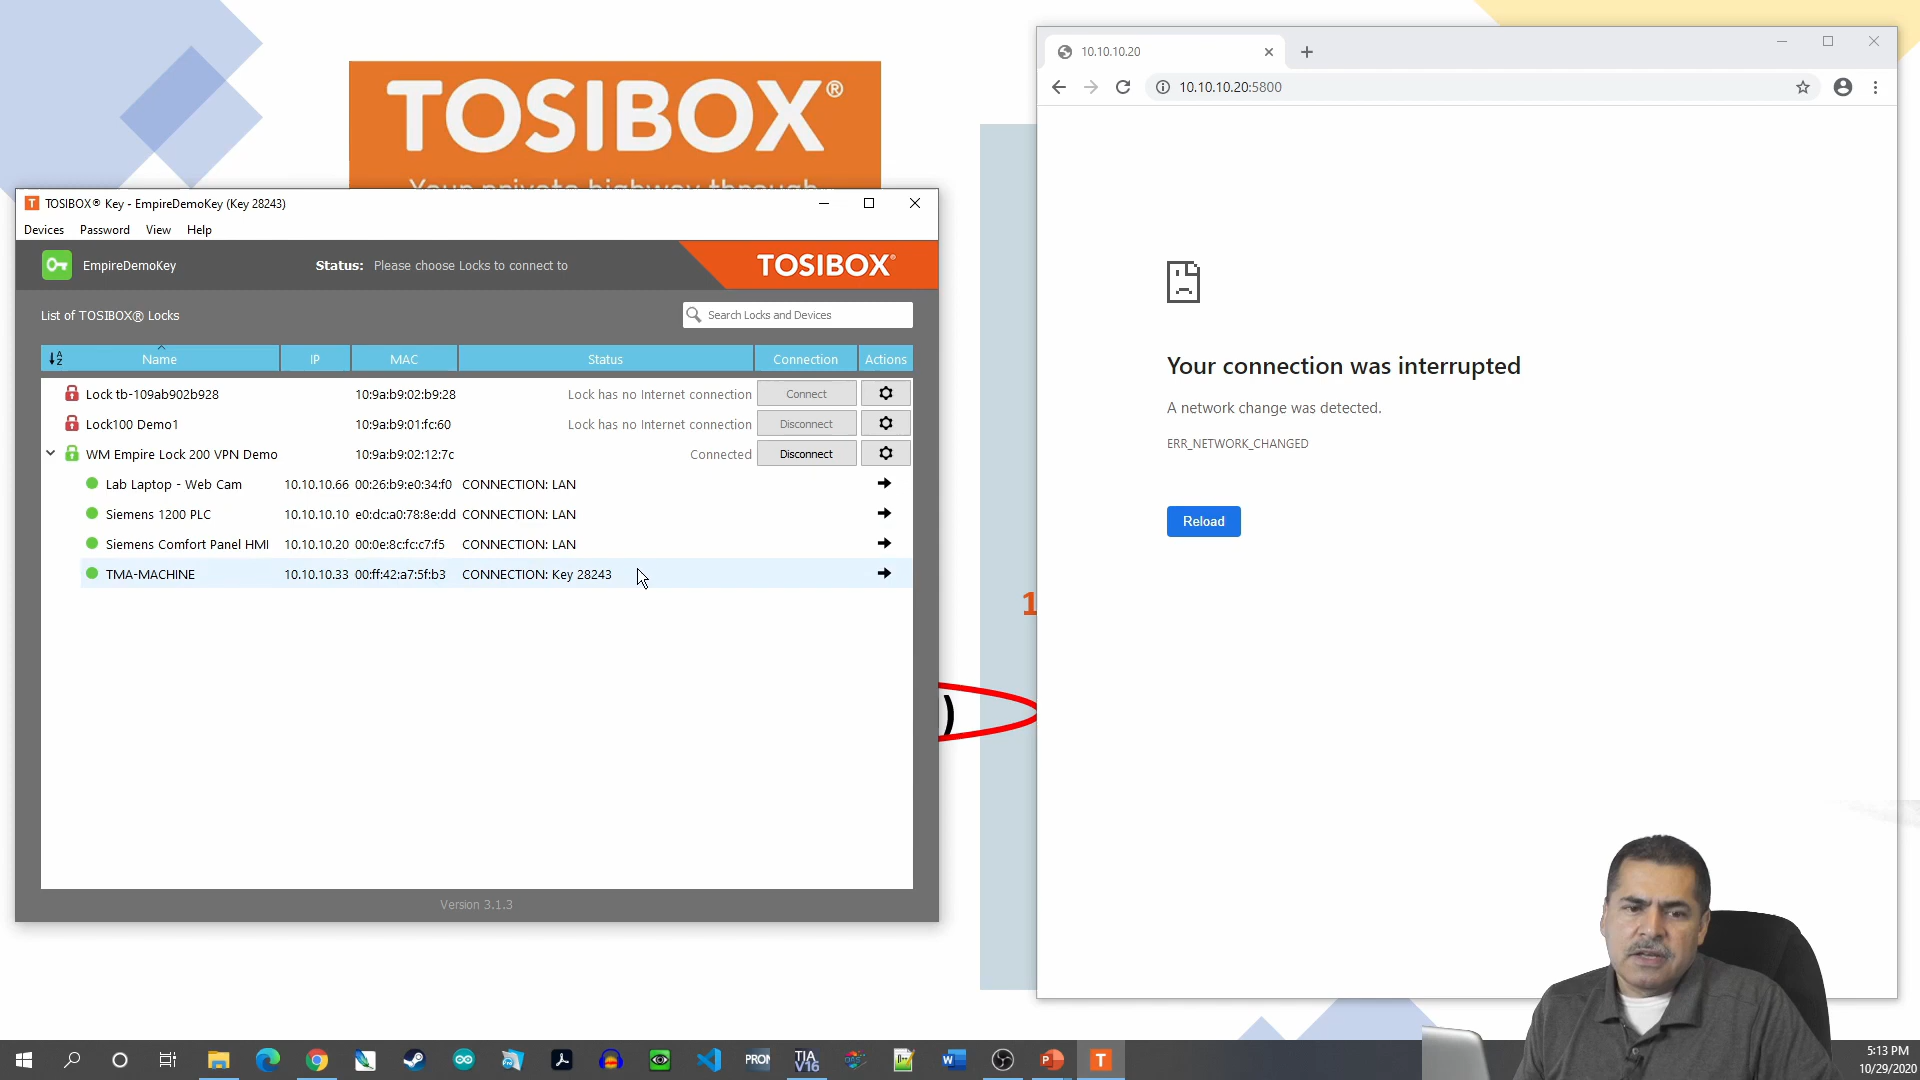 TOSIBOX®
Your private highway through
TOSIBOX® Key - EmpireDemoKey (Key 28243)
Devices Password View Help
EmpireDemoKey Status: Please choose Locks to connect to TOSIBOX®
List of TOSIBOX® Locks Search Locks and Devices
Name IP MAC Status Connection Actions
Lock tb-109ab902b928 10:9a:b9:02:b9:28 Lock has no Internet connection Connect
Lock100 Demo1 10:9a:b9:01:fc:60 Lock has no Internet connection Disconnect
WM Empire Lock 200 VPN Demo 10:9a:b9:02:12:7c Connected Disconnect
Lab Laptop - Web Cam 10.10.10.66 00:26:b9:e0:34:f0 CONNECTION: LAN
Siemens 1200 PLC 10.10.10.10 e0:dc:a0:78:8e:dd CONNECTION: LAN
Siemens Comfort Panel HMI 10.10.10.20 00:0e:8c:fc:c7:f5 CONNECTION: LAN
TMA-MACHINE 10.10.10.33 00:ff:42:a7:5f:b3 CONNECTION: Key 28243
Version 3.1.3
1
)
10.10.10.20
10.10.10.20:5800
Your connection was interrupted
A network change was detected.
ERR_NETWORK_CHANGED
Reload
PRON
TIA
V16
5:13 PM
10/29/2020